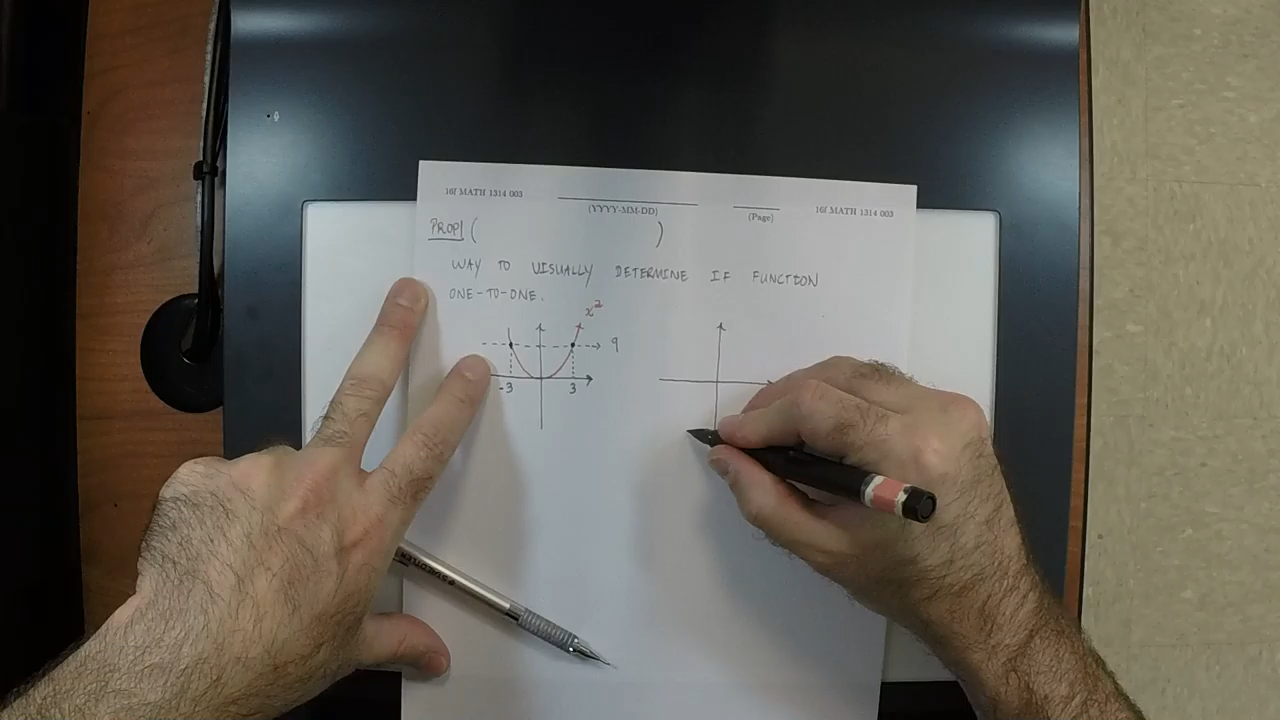 16f MATH 1314 003
(YYYY-MM-DD)
(Page)
16f MATH 1314 003
PROP ( )
WAY TO VISUALLY DETERMINE IF FUNCTION
ONE-TO-ONE.
x²
9
-3
3
STAEDTLER